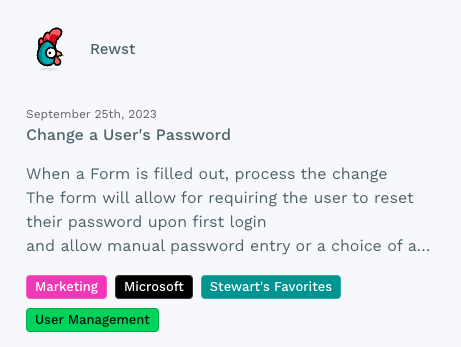 Rewst
September 25th, 2023
Change a User's Password
When a Form is filled out, process the change
The form will allow for requiring the user to reset
their password upon first login
and allow manual password entry or a choice of a...
Marketing Microsoft Stewart's Favorites
User Management